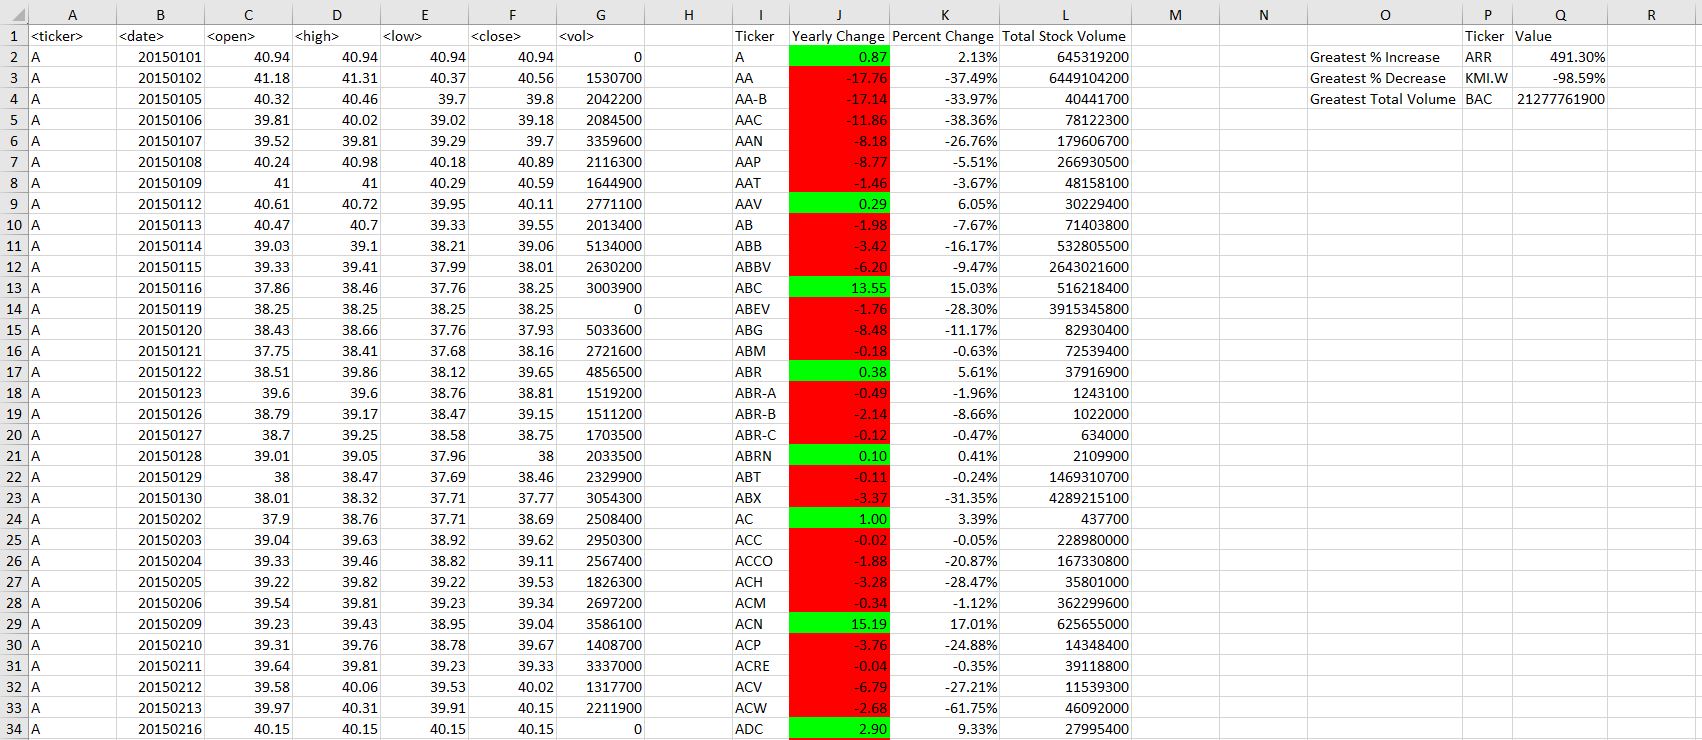 A B C D E F G H I J K L M N O P Q R
1 <ticker> <date> <open> <high> <low> <close> <vol> Ticker Yearly Change Percent Change Total Stock Volume Ticker Value
2 A 20150101 40.94 40.94 40.94 40.94 0 A 0.87 2.13% 645319200 Greatest % Increase ARR 491.30%
3 A 20150102 41.18 41.31 40.37 40.56 1530700 AA -17.76 -37.49% 6449104200 Greatest % Decrease KMI.W -98.59%
4 A 20150105 40.32 40.46 39.7 39.8 2042200 AA-B -17.14 -33.97% 40441700 Greatest Total Volume BAC 21277761900
5 A 20150106 39.81 40.02 39.02 39.18 2084500 AAC -11.86 -38.36% 78122300
6 A 20150107 39.52 39.81 39.29 39.7 3359600 AAN -8.18 -26.76% 179606700
7 A 20150108 40.24 40.98 40.18 40.89 2116300 AAP -8.77 -5.51% 266930500
8 A 20150109 41 41 40.29 40.59 1644900 AAT -1.46 -3.67% 48158100
9 A 20150112 40.61 40.72 39.95 40.11 2771100 AAV 0.29 6.05% 30229400
10 A 20150113 40.47 40.7 39.33 39.55 2013400 AB -1.98 -7.67% 71403800
11 A 20150114 39.03 39.1 38.21 39.06 5134000 ABB -3.42 -16.17% 532805500
12 A 20150115 39.33 39.41 37.99 38.01 2630200 ABBV -6.20 -9.47% 2643021600
13 A 20150116 37.86 38.46 37.76 38.25 3003900 ABC 13.55 15.03% 516218400
14 A 20150119 38.25 38.25 38.25 38.25 0 ABEV -1.76 -28.30% 3915345800
15 A 20150120 38.43 38.66 37.76 37.93 5033600 ABG -8.48 -11.17% 82930400
16 A 20150121 37.75 38.41 37.68 38.16 2721600 ABM -0.18 -0.63% 72539400
17 A 20150122 38.51 39.86 38.12 39.65 4856500 ABR 0.38 5.61% 37916900
18 A 20150123 39.6 39.6 38.76 38.81 1519200 ABR-A -0.49 -1.96% 1243100
19 A 20150126 38.79 39.17 38.47 39.15 1511200 ABR-B -2.14 -8.66% 1022000
20 A 20150127 38.7 39.25 38.58 38.75 1703500 ABR-C -0.12 -0.47% 634000
21 A 20150128 39.01 39.05 37.96 38 2033500 ABRN 0.10 0.41% 2109900
22 A 20150129 38 38.47 37.69 38.46 2329900 ABT -0.11 -0.24% 1469310700
23 A 20150130 38.01 38.32 37.71 37.77 3054300 ABX -3.37 -31.35% 4289215100
24 A 20150202 37.9 38.76 37.71 38.69 2508400 AC 1.00 3.39% 437700
25 A 20150203 39.04 39.63 38.92 39.62 2950300 ACC -0.02 -0.05% 228980000
26 A 20150204 39.33 39.46 38.82 39.11 2567400 ACCO -1.88 -20.87% 167330800
27 A 20150205 39.22 39.82 39.22 39.53 1826300 ACH -3.28 -28.47% 35801000
28 A 20150206 39.54 39.81 39.23 39.34 2697200 ACM -0.34 -1.12% 362299600
29 A 20150209 39.23 39.43 38.95 39.04 3586100 ACN 15.19 17.01% 625655000
30 A 20150210 39.31 39.76 38.78 39.67 1408700 ACP -3.76 -24.88% 14348400
31 A 20150211 39.64 39.81 39.23 39.33 3337000 ACRE -0.04 -0.35% 39118800
32 A 20150212 39.58 40.06 39.53 40.02 1317700 ACV -6.79 -27.21% 11539300
33 A 20150213 39.97 40.31 39.91 40.15 2211900 ACW -2.68 -61.75% 46092000
34 A 20150216 40.15 40.15 40.15 40.15 0 ADC 2.90 9.33% 27995400